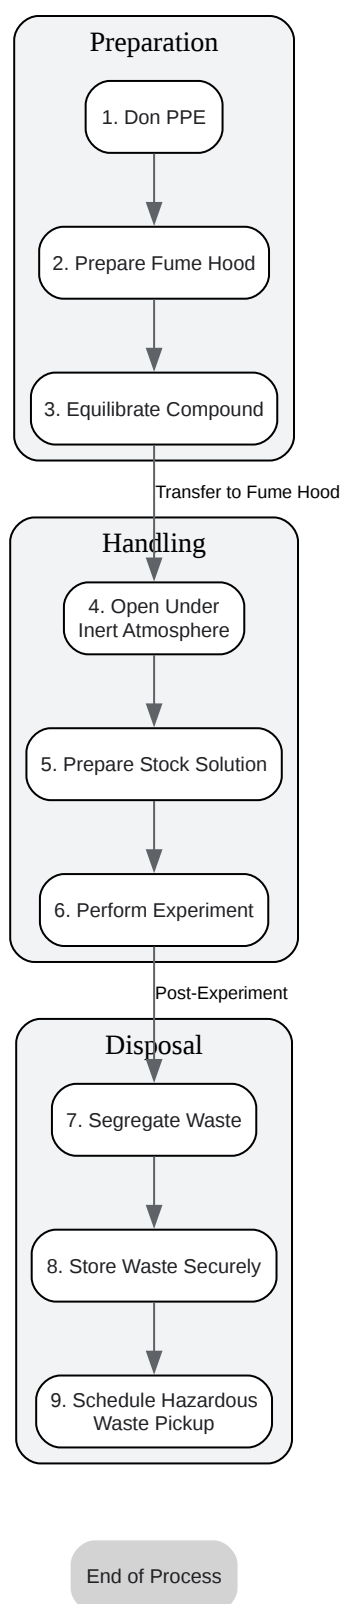 Preparation
1. Don PPE
2. Prepare Fume Hood
3. Equilibrate Compound
Transfer to Fume Hood
Handling
4. Open Under
Inert Atmosphere
5. Prepare Stock Solution
6. Perform Experiment
Post-Experiment
Disposal
7. Segregate Waste
8. Store Waste Securely
9. Schedule Hazardous
Waste Pickup
End of Process